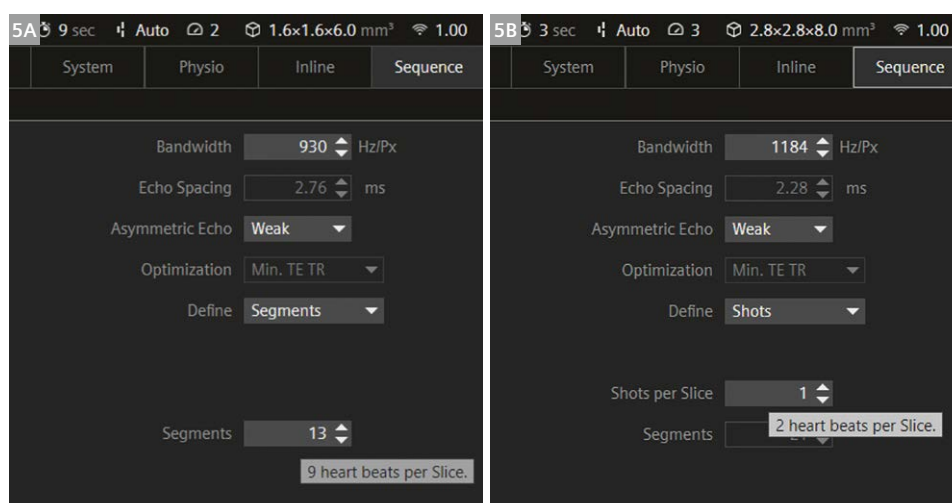 5A 9 sec Auto 2 1.6×1.6×6.0 mm³ 1.00
System Physio Inline Sequence
Bandwidth 930 Hz/Px
Echo Spacing 2.76 ms
Asymmetric Echo Weak
Optimization Min. TE TR
Define Segments
Segments 13
9 heart beats per Slice.
5B 3 sec Auto 3 2.8×2.8×8.0 mm³ 1.00
System Physio Inline Sequence
Bandwidth 1184 Hz/Px
Echo Spacing 2.28 ms
Asymmetric Echo Weak
Optimization Min. TE TR
Define Shots
Shots per Slice 1
2 heart beats per Slice.
Segments